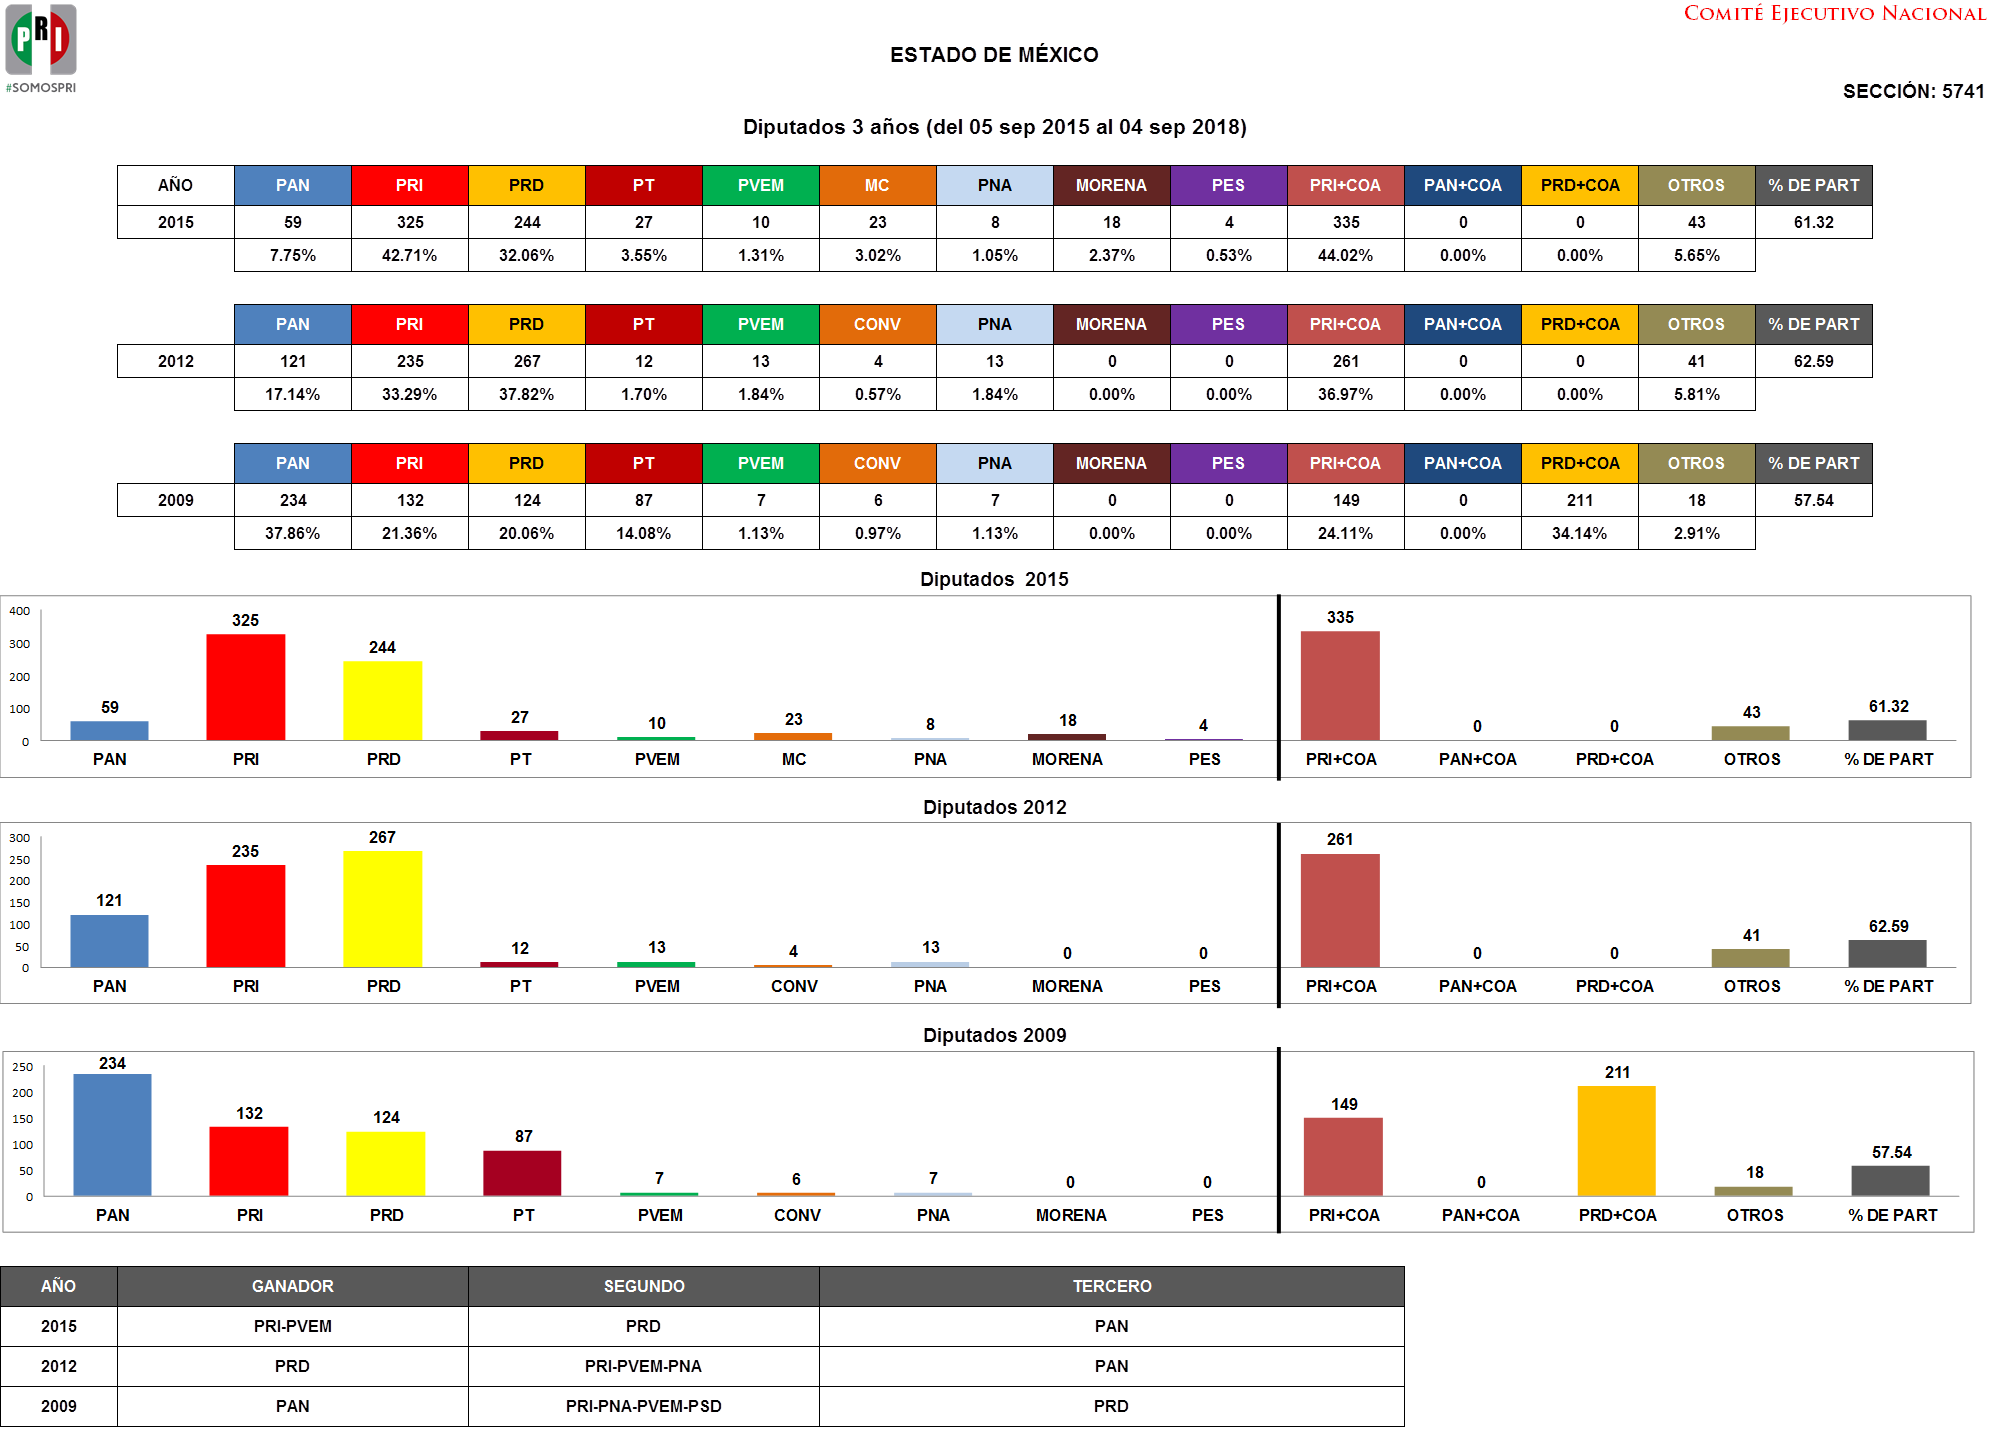 PRI
#SOMOSPRI
COMITÉ EJECUTIVO NACIONAL
ESTADO DE MÉXICO
SECCIÓN: 5741
Diputados 3 años (del 05 sep 2015 al 04 sep 2018)
AÑO PAN PRI PRD PT PVEM MC PNA MORENA PES PRI+COA PAN+COA PRD+COA OTROS % DE PART
2015 59 325 244 27 10 23 8 18 4 335 0 0 43 61.32
7.75% 42.71% 32.06% 3.55% 1.31% 3.02% 1.05% 2.37% 0.53% 44.02% 0.00% 0.00% 5.65%
PAN PRI PRD PT PVEM CONV PNA MORENA PES PRI+COA PAN+COA PRD+COA OTROS % DE PART
2012 121 235 267 12 13 4 13 0 0 261 0 0 41 62.59
17.14% 33.29% 37.82% 1.70% 1.84% 0.57% 1.84% 0.00% 0.00% 36.97% 0.00% 0.00% 5.81%
PAN PRI PRD PT PVEM CONV PNA MORENA PES PRI+COA PAN+COA PRD+COA OTROS % DE PART
2009 234 132 124 87 7 6 7 0 0 149 0 211 18 57.54
37.86% 21.36% 20.06% 14.08% 1.13% 0.97% 1.13% 0.00% 0.00% 24.11% 0.00% 34.14% 2.91%
Diputados 2015
400
300
200
100
0
59 325 244 27 10 23 8 18 4 335 0 0 43 61.32
PAN PRI PRD PT PVEM MC PNA MORENA PES PRI+COA PAN+COA PRD+COA OTROS % DE PART
Diputados 2012
300
250
200
150
100
50
0
121 235 267 12 13 4 13 0 0 261 0 0 41 62.59
PAN PRI PRD PT PVEM CONV PNA MORENA PES PRI+COA PAN+COA PRD+COA OTROS % DE PART
Diputados 2009
250
200
150
100
50
0
234 132 124 87 7 6 7 0 0 149 0 211 18 57.54
PAN PRI PRD PT PVEM CONV PNA MORENA PES PRI+COA PAN+COA PRD+COA OTROS % DE PART
AÑO GANADOR SEGUNDO TERCERO
2015 PRI-PVEM PRD PAN
2012 PRD PRI-PVEM-PNA PAN
2009 PAN PRI-PNA-PVEM-PSD PRD